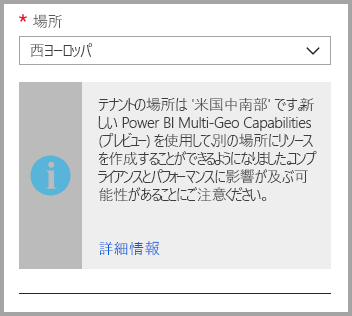 * 場所
西ヨーロッパ
テナントの場所は '米国中南部' です。新
しい Power BI Multi-Geo Capabilities
(プレビュー) を使用して、別の場所にリソース
を作成することができるようになりました。コンプ
ライアンスとパフォーマンスに影響が及ぶ可
能性があることにご注意ください。
詳細情報